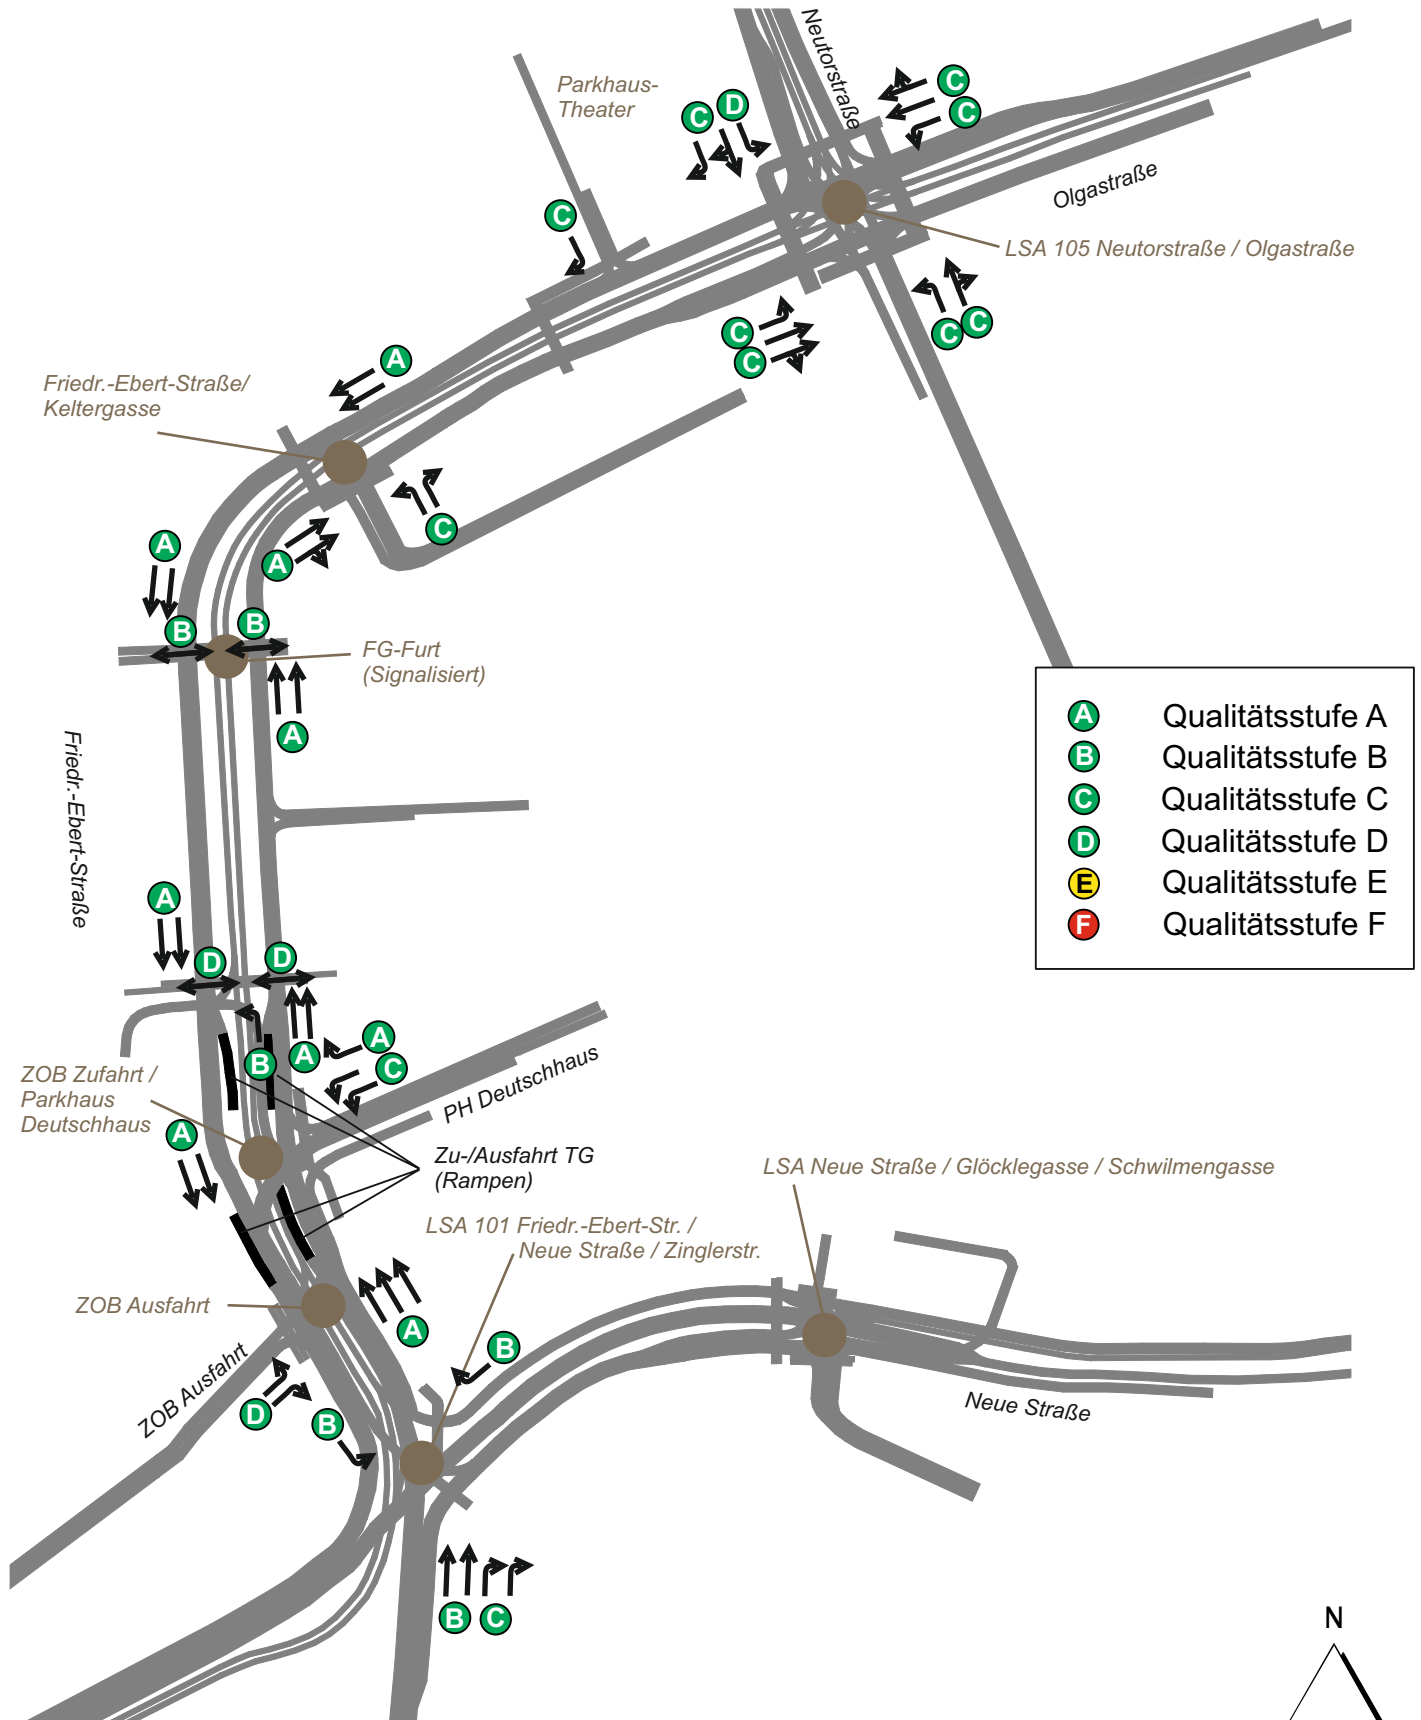 Neutorstraße
Parkhaus-
Theater
C
D
C
C
Olgastraße
C
LSA 105 Neutorstraße / Olgastraße
C
C
C
C
A
Friedr.-Ebert-Straße/
Keltergasse
C
A
A
B
B
FG-Furt
(Signalisiert)
A
Friedr.-Ebert-Straße
A Qualitätsstufe A
B Qualitätsstufe B
C Qualitätsstufe C
D Qualitätsstufe D
E Qualitätsstufe E
F Qualitätsstufe F
A
D
D
A
B
A
C
ZOB Zufahrt /
Parkhaus
Deutschhaus
PH Deutschhaus
A
Zu-/Ausfahrt TG
(Rampen)
LSA Neue Straße / Glöcklegasse / Schwilmengasse
LSA 101 Friedr.-Ebert-Str. /
Neue Straße / Zinglerstr.
ZOB Ausfahrt
A
B
ZOB Ausfahrt
D
B
Neue Straße
B
C
N